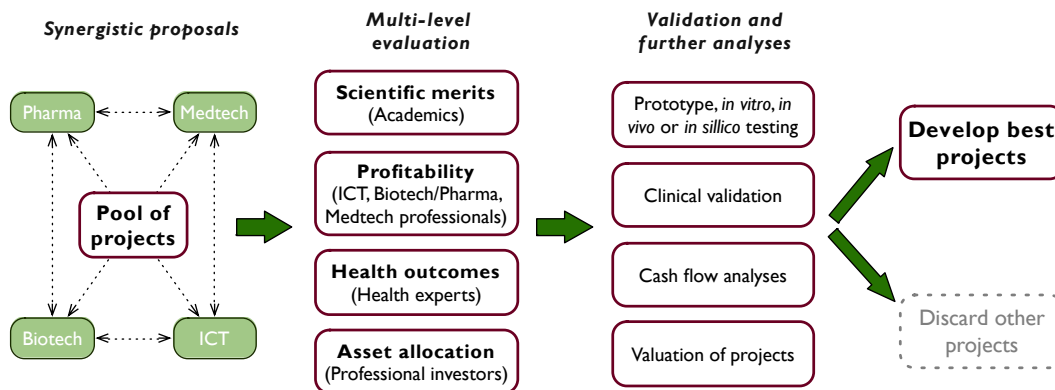 Synergistic proposals
Pharma
Medtech
Pool of
projects
Biotech
ICT
Multi-level
evaluation
Scientific merits
(Academics)
Profitability
(ICT, Biotech/Pharma,
Medtech professionals)
Health outcomes
(Health experts)
Asset allocation
(Professional investors)
Validation and
further analyses
Prototype, in vitro, in
vivo or in sillico testing
Clinical validation
Cash flow analyses
Valuation of projects
Develop best
projects
Discard other
projects